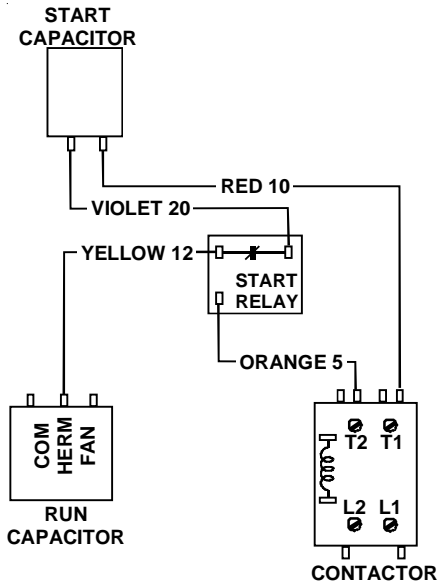 START
CAPACITOR
RED 10
VIOLET 20
YELLOW 12
START
RELAY
ORANGE 5
COM
HERM
FAN
T2 T1
L2 L1
RUN
CAPACITOR
CONTACTOR